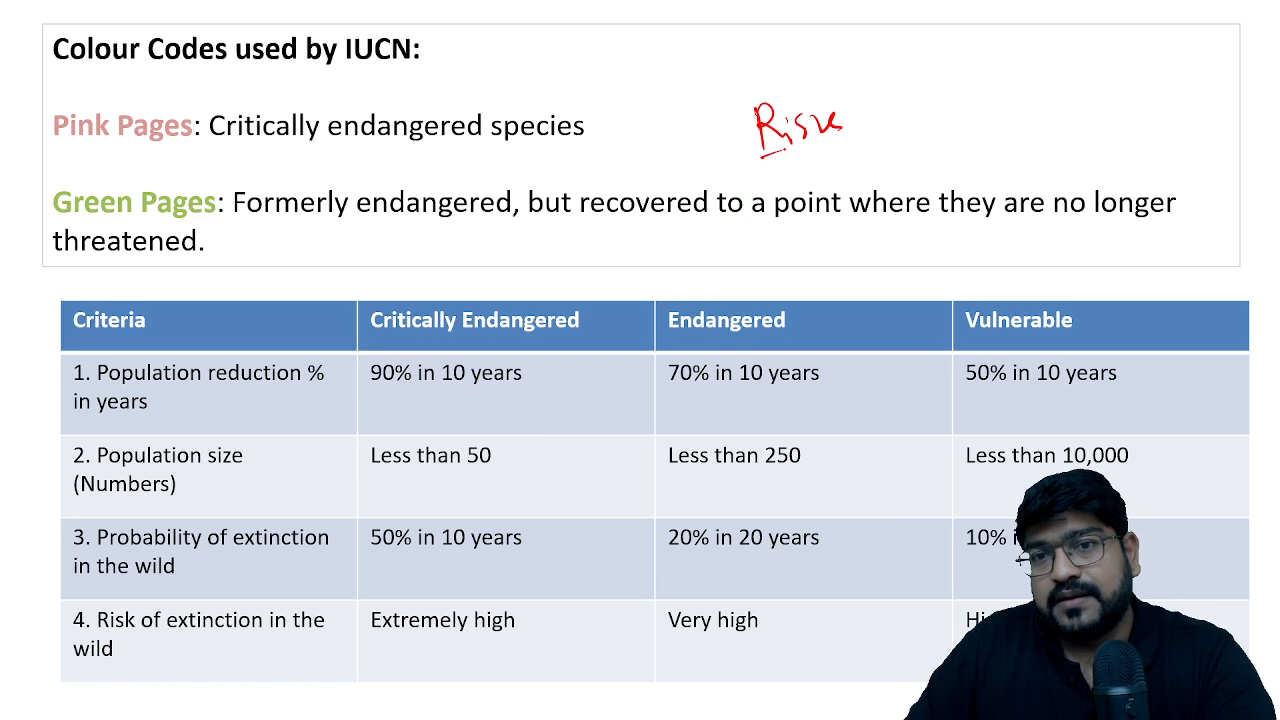 Colour Codes used by IUCN:
Pink Pages: Critically endangered species
Green Pages: Formerly endangered, but recovered to a point where they are no longer
threatened.
Criteria
Critically Endangered
Endangered
Vulnerable
1. Population reduction %
in years
90% in 10 years
70% in 10 years
50% in 10 years
2. Population size
(Numbers)
Less than 50
Less than 250
Less than 10,000
3. Probability of extinction
in the wild
50% in 10 years
20% in 20 years
10%
4. Risk of extinction in the
wild
Extremely high
Very high